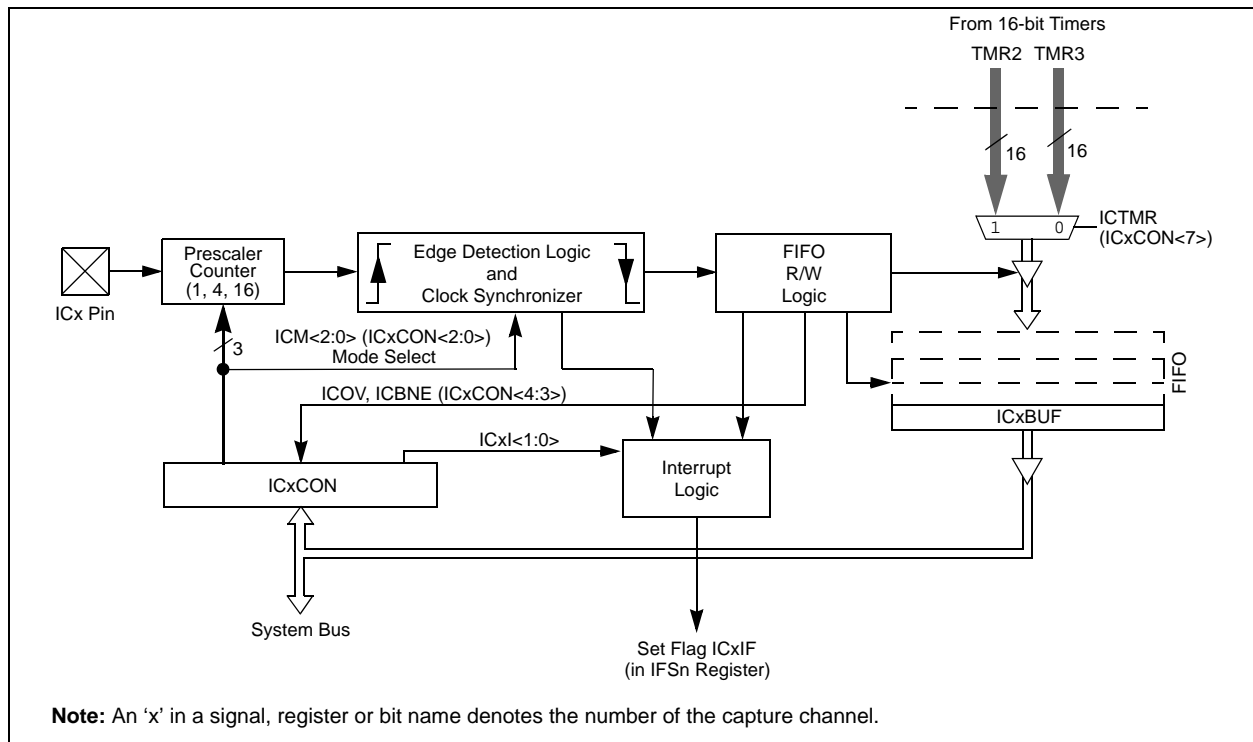 From 16-bit Timers
TMR2 TMR3
16 16
1 0
ICTMR
(ICxCON<7>)
Prescaler
Counter
(1, 4, 16)
Edge Detection Logic
and
Clock Synchronizer
FIFO
R/W
Logic
ICx Pin
3
ICM<2:0> (ICxCON<2:0>)
Mode Select
FIFO
ICOV, ICBNE (ICxCON<4:3>)
ICxBUF
ICxI<1:0>
ICxCON
Interrupt
Logic
System Bus
Set Flag ICxIF
(in IFSn Register)
Note: An ‘x’ in a signal, register or bit name denotes the number of the capture channel.